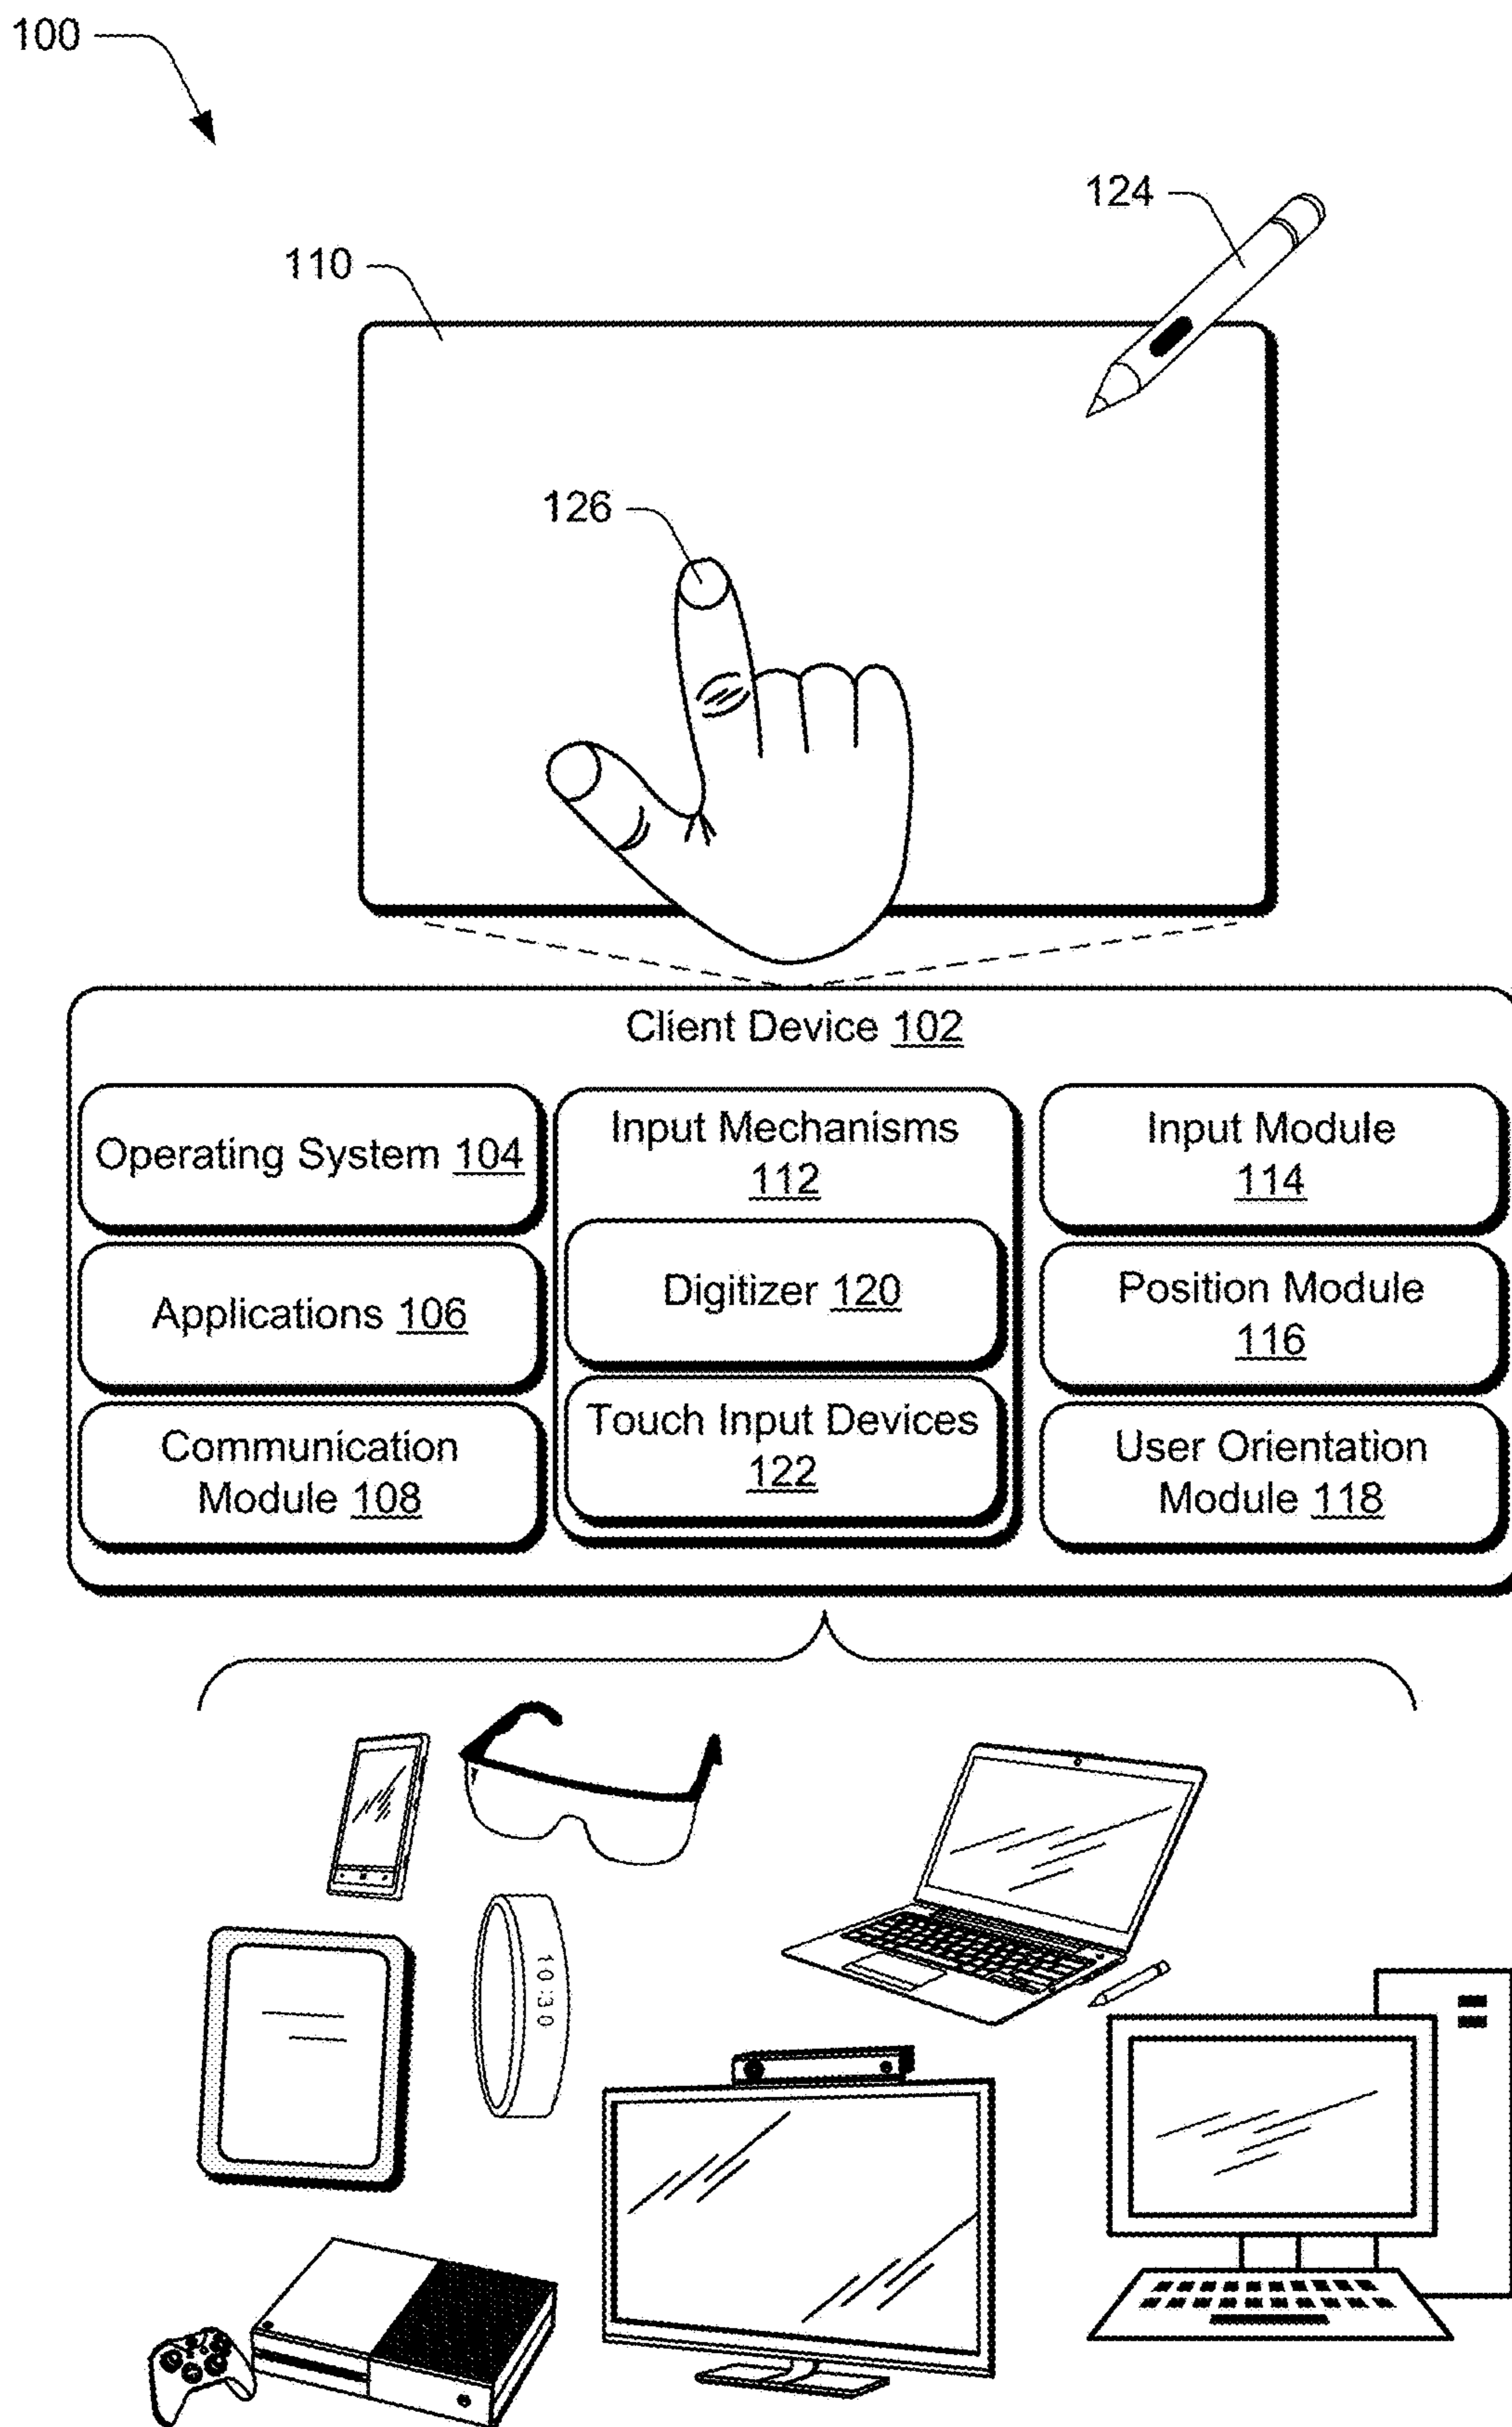 100
124
110
126
Client Device 102
Operating System 104
Applications 106
Communication
Module 108
Input Mechanisms
112
Digitizer 120
Touch Input Devices
122
Input Module
114
Position Module
116
User Orientation
Module 118
10:30